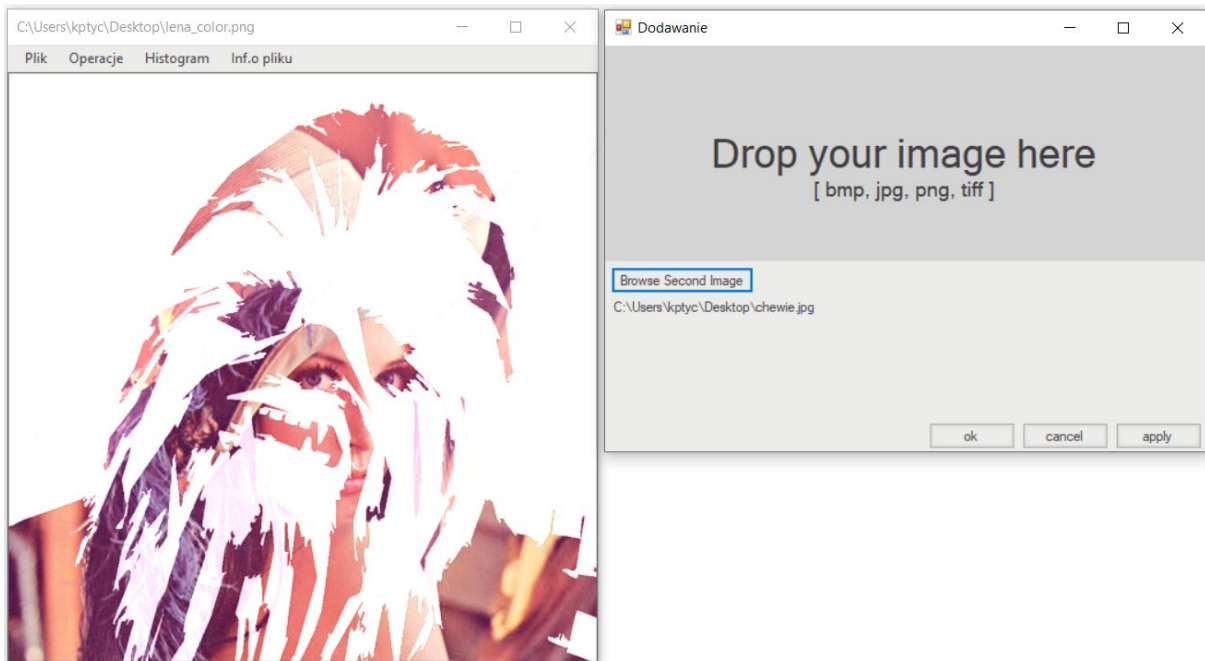 C:\Users\kptyc\Desktop\lena_color.png
Plik Operacje Histogram Inf.o pliku
Dodawanie
Drop your image here
[ bmp, jpg, png, tiff ]
Browse Second Image
C:\Users\kptyc\Desktop\chewie.jpg
ok cancel apply